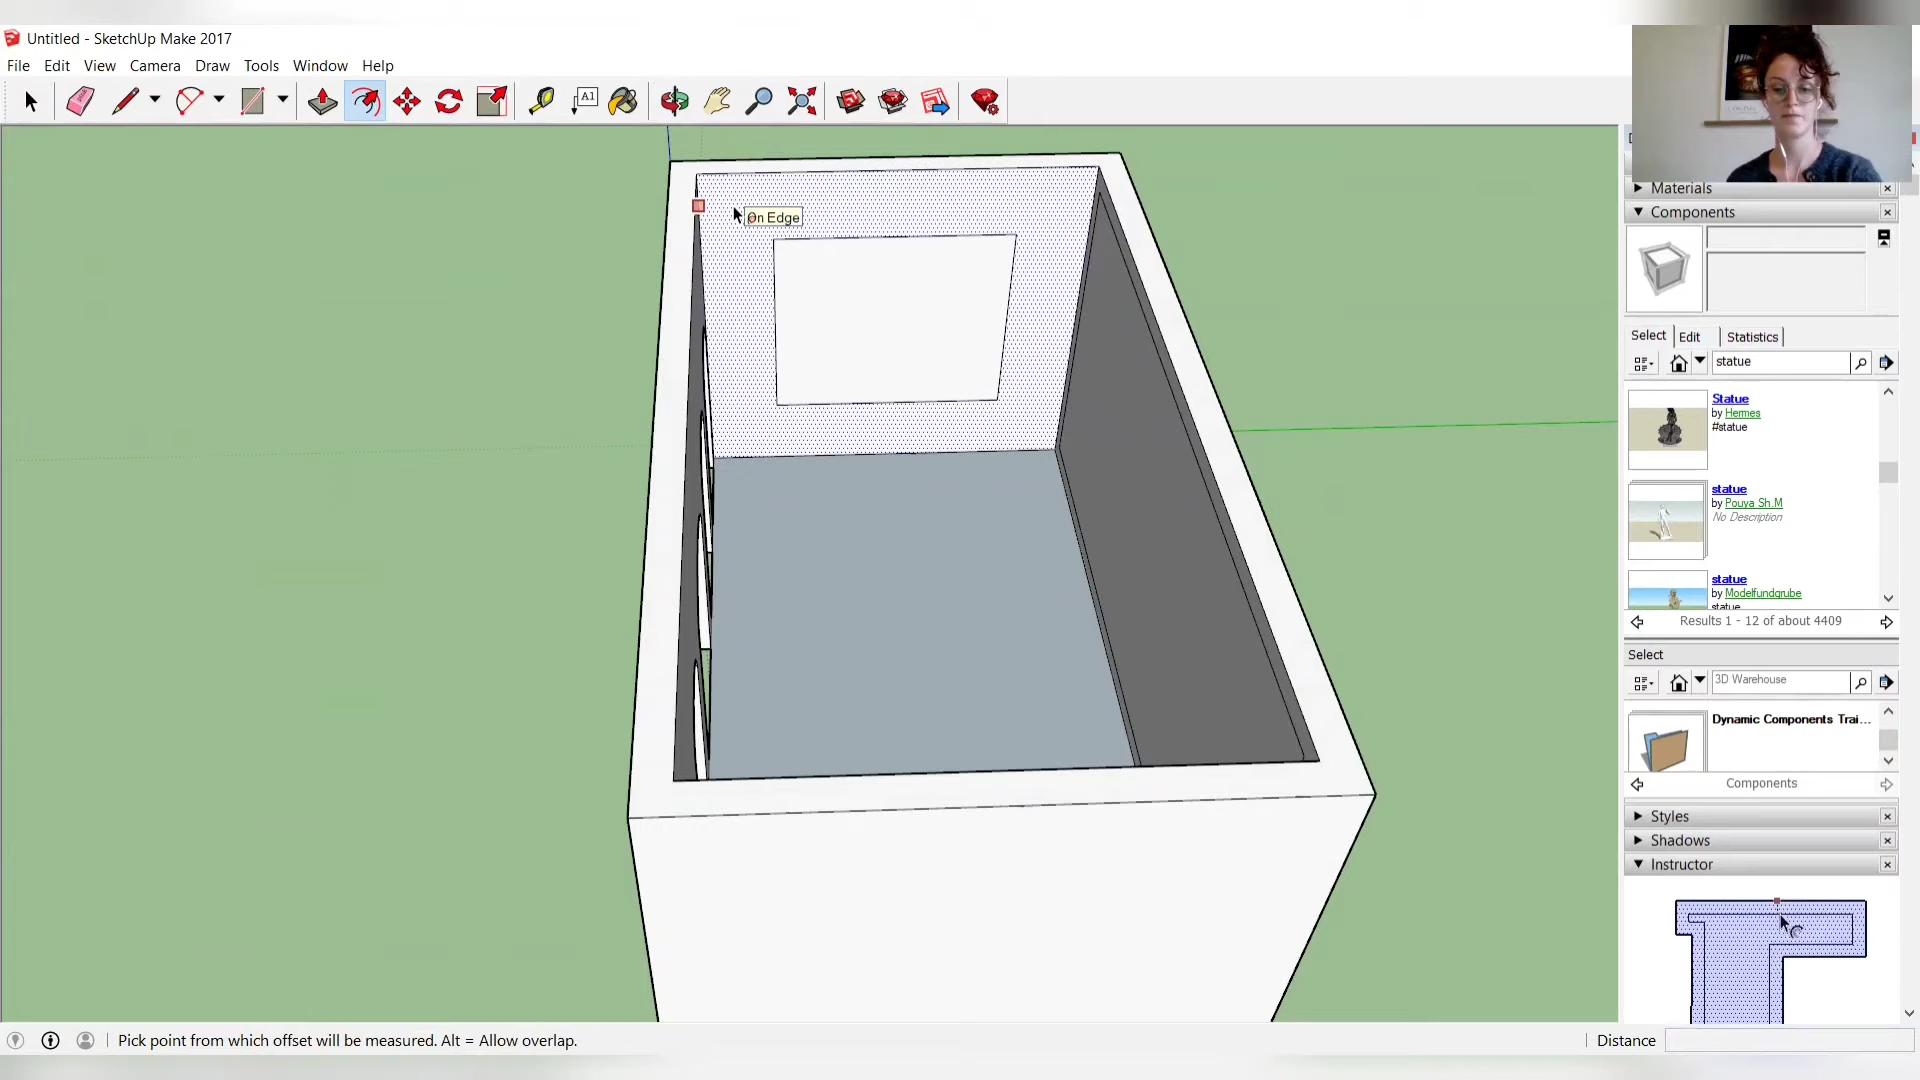 Untitled - SketchUp Make 2017
File Edit View Camera Draw Tools Window Help
A1
On Edge
Materials
Components
Select Edit Statistics
statue
Statue
by Hermes
#statue
statue
by Pouya Sh.M
No Description
statue
by Modelfundgrube
statue
Results 1 - 12 of about 4409
Select
3D Warehouse
Dynamic Components Trai...
Components
Styles
Shadows
Instructor
Pick point from which offset will be measured. Alt = Allow overlap.
Distance